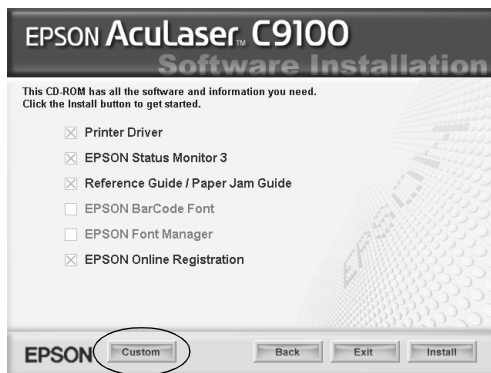 EPSON AcuLaser™ C9100
Software Installation
This CD-ROM has all the software and information you need.
Click the Install button to get started.
Printer Driver
EPSON Status Monitor 3
Reference Guide / Paper Jam Guide
EPSON BarCode Font
EPSON Font Manager
EPSON Online Registration
EPSON
EPSON Custom Back Exit Install